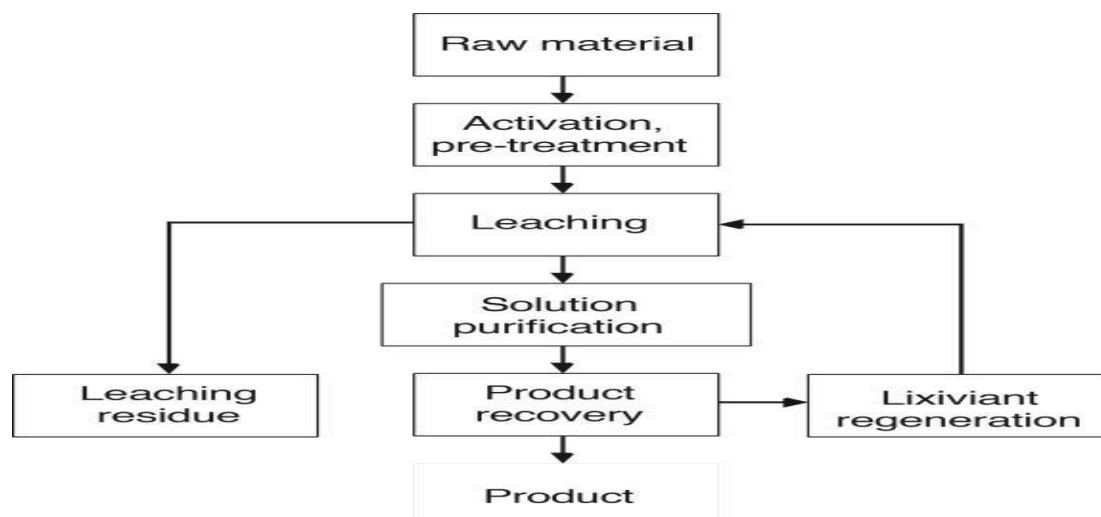 Raw material
Activation,
pre-treatment
Leaching
Solution
purification
Leaching
residue
Product
recovery
Lixiviant
regeneration
Product